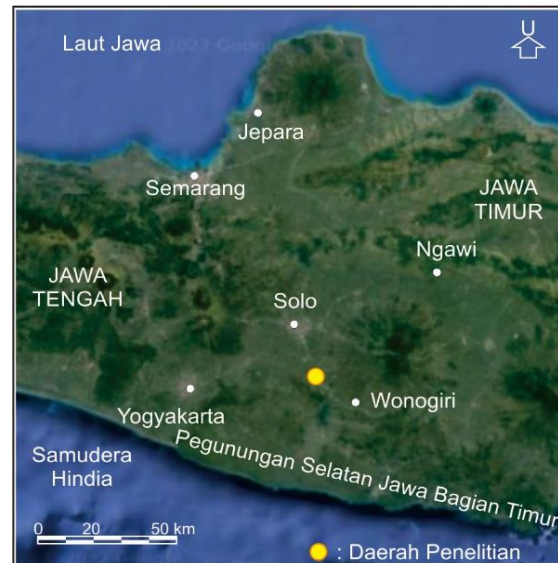 Laut Jawa
U
Jepara
Semarang
JAWA
TIMUR
Ngawi
JAWA
TENGAH
Solo
Wonogiri
Yogyakarta
Pegunungan Selatan Jawa Bagian Timur
Samudera
Hindia
0 20 50 km
: Daerah Penelitian